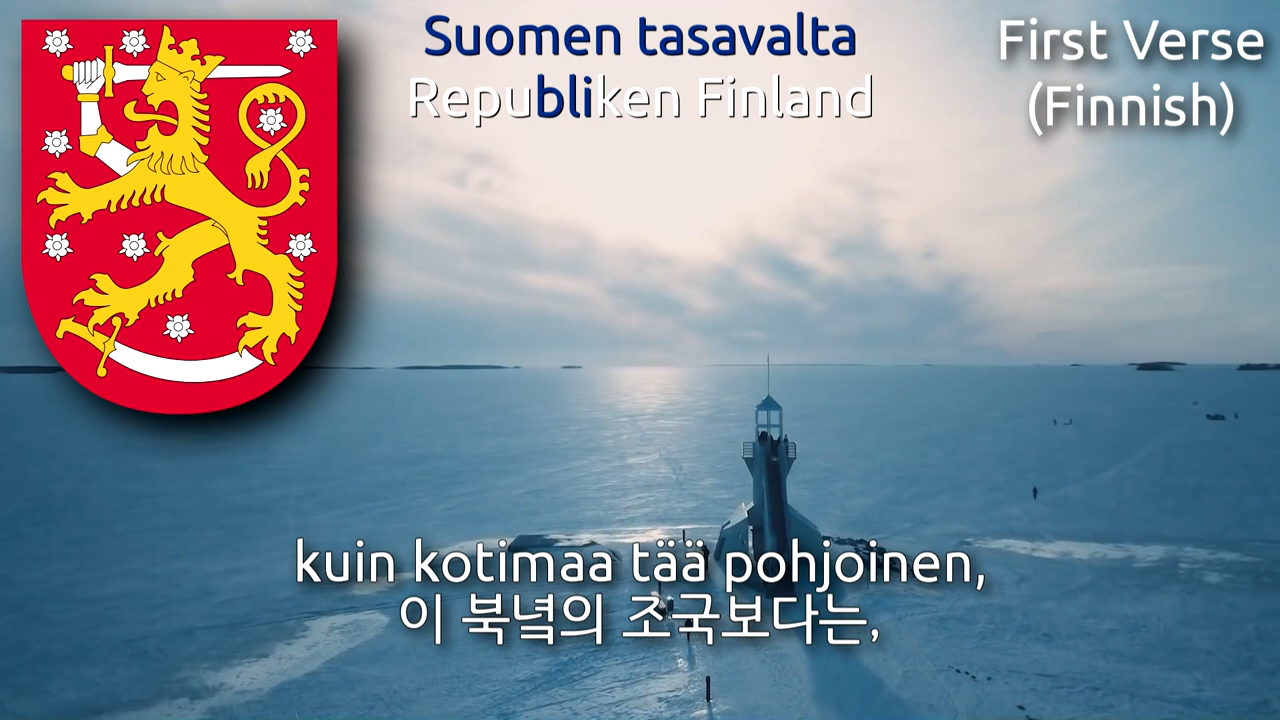 Suomen tasavalta
Republiken Finland
First Verse
(Finnish)
kuin kotimaa tää pohjoinen,
이 북녘의 조국보다는,